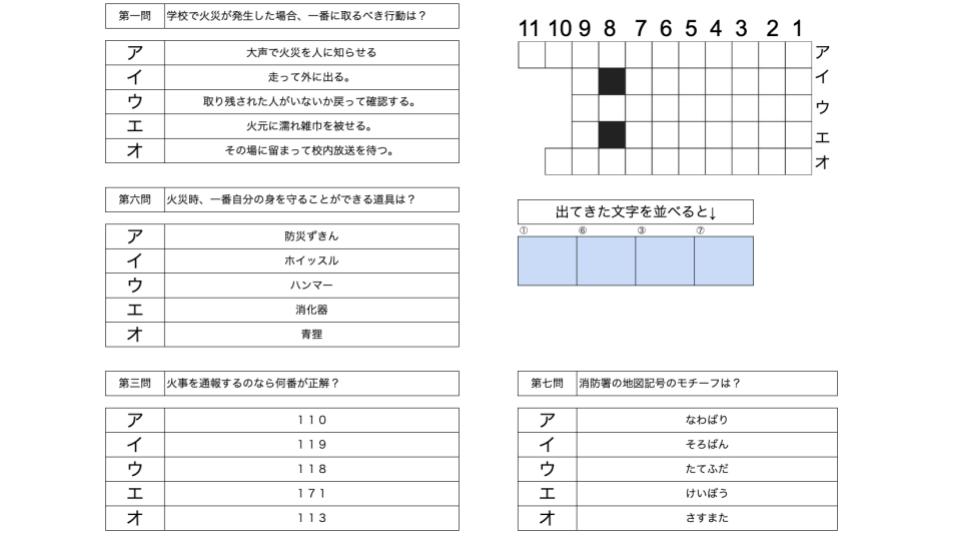 第一問 学校で火災が発生した場合、一番に取るべき行動は？
ア 大声で火災を人に知らせる
イ 走って外に出る。
ウ 取り残された人がいないか戻って確認する。
エ 火元に濡れ雑巾を被せる。
オ その場に留まって校内放送を待つ。
11 10 9 8 7 6 5 4 3 2 1
ア
イ
ウ
エ
オ
第六問 火災時、一番自分の身を守ることができる道具は？
ア 防災ずきん
イ ホイッスル
ウ ハンマー
エ 消化器
オ 青狸
出てきた文字を並べると↓
① ⑥ ③ ⑦
第三問 火事を通報するのなら何番が正解？
ア １１０
イ １１９
ウ １１８
エ １７１
オ １１３
第七問 消防署の地図記号のモチーフは？
ア なわばり
イ そろばん
ウ たてふだ
エ けいぼう
オ さすまた